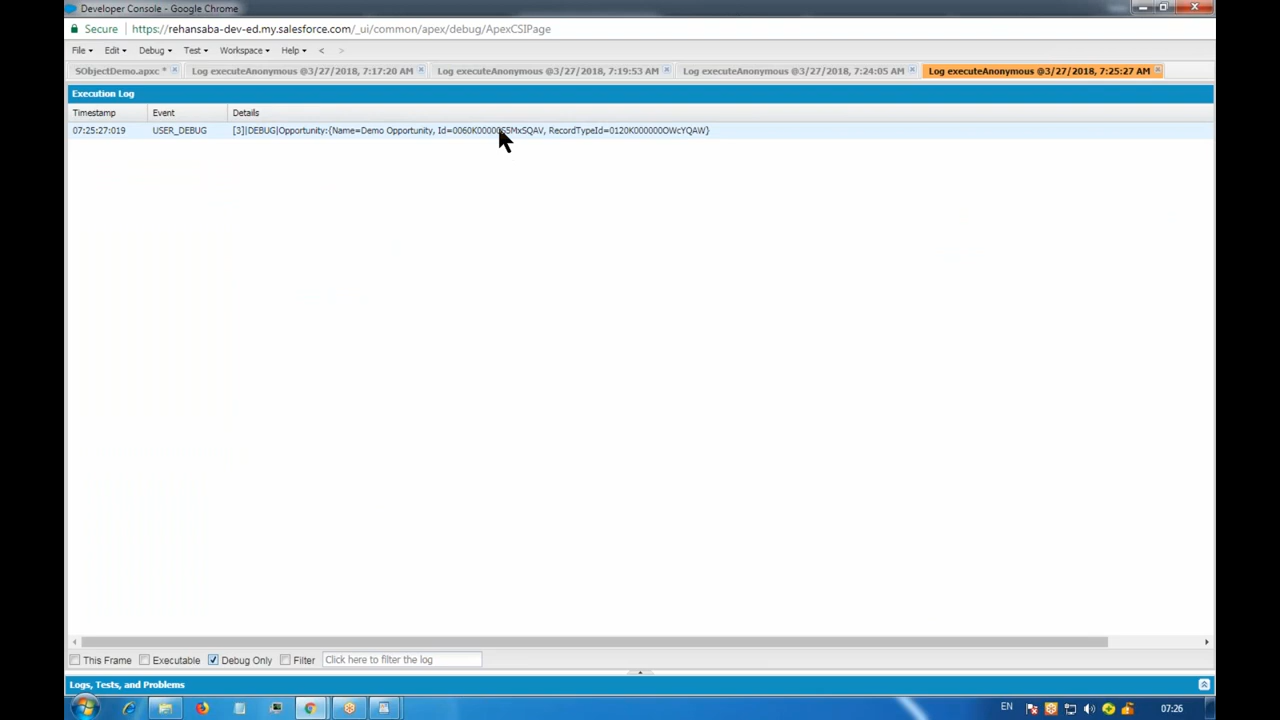 Developer Console - Google Chrome
Secure https://rehansaba-dev-ed.my.salesforce.com/_ui/common/apex/debug/ApexCSIPage
File Edit Debug Test Workspace Help < >
SObjectDemo.apxc * Log executeAnonymous @3/27/2018, 7:17:20 AM Log executeAnonymous @3/27/2018, 7:19:53 AM Log executeAnonymous @3/27/2018, 7:24:05 AM Log executeAnonymous @3/27/2018, 7:25:27 AM
Execution Log
Timestamp Event Details
07:25:27:019 USER_DEBUG [3]|DEBUG|Opportunity:{Name=Demo Opportunity, RecordTypeId=0120K000000OWcYQAW}
This Frame Executable Debug Only Filter Click here to filter the log
Logs, Tests, and Problems
EN 07:26